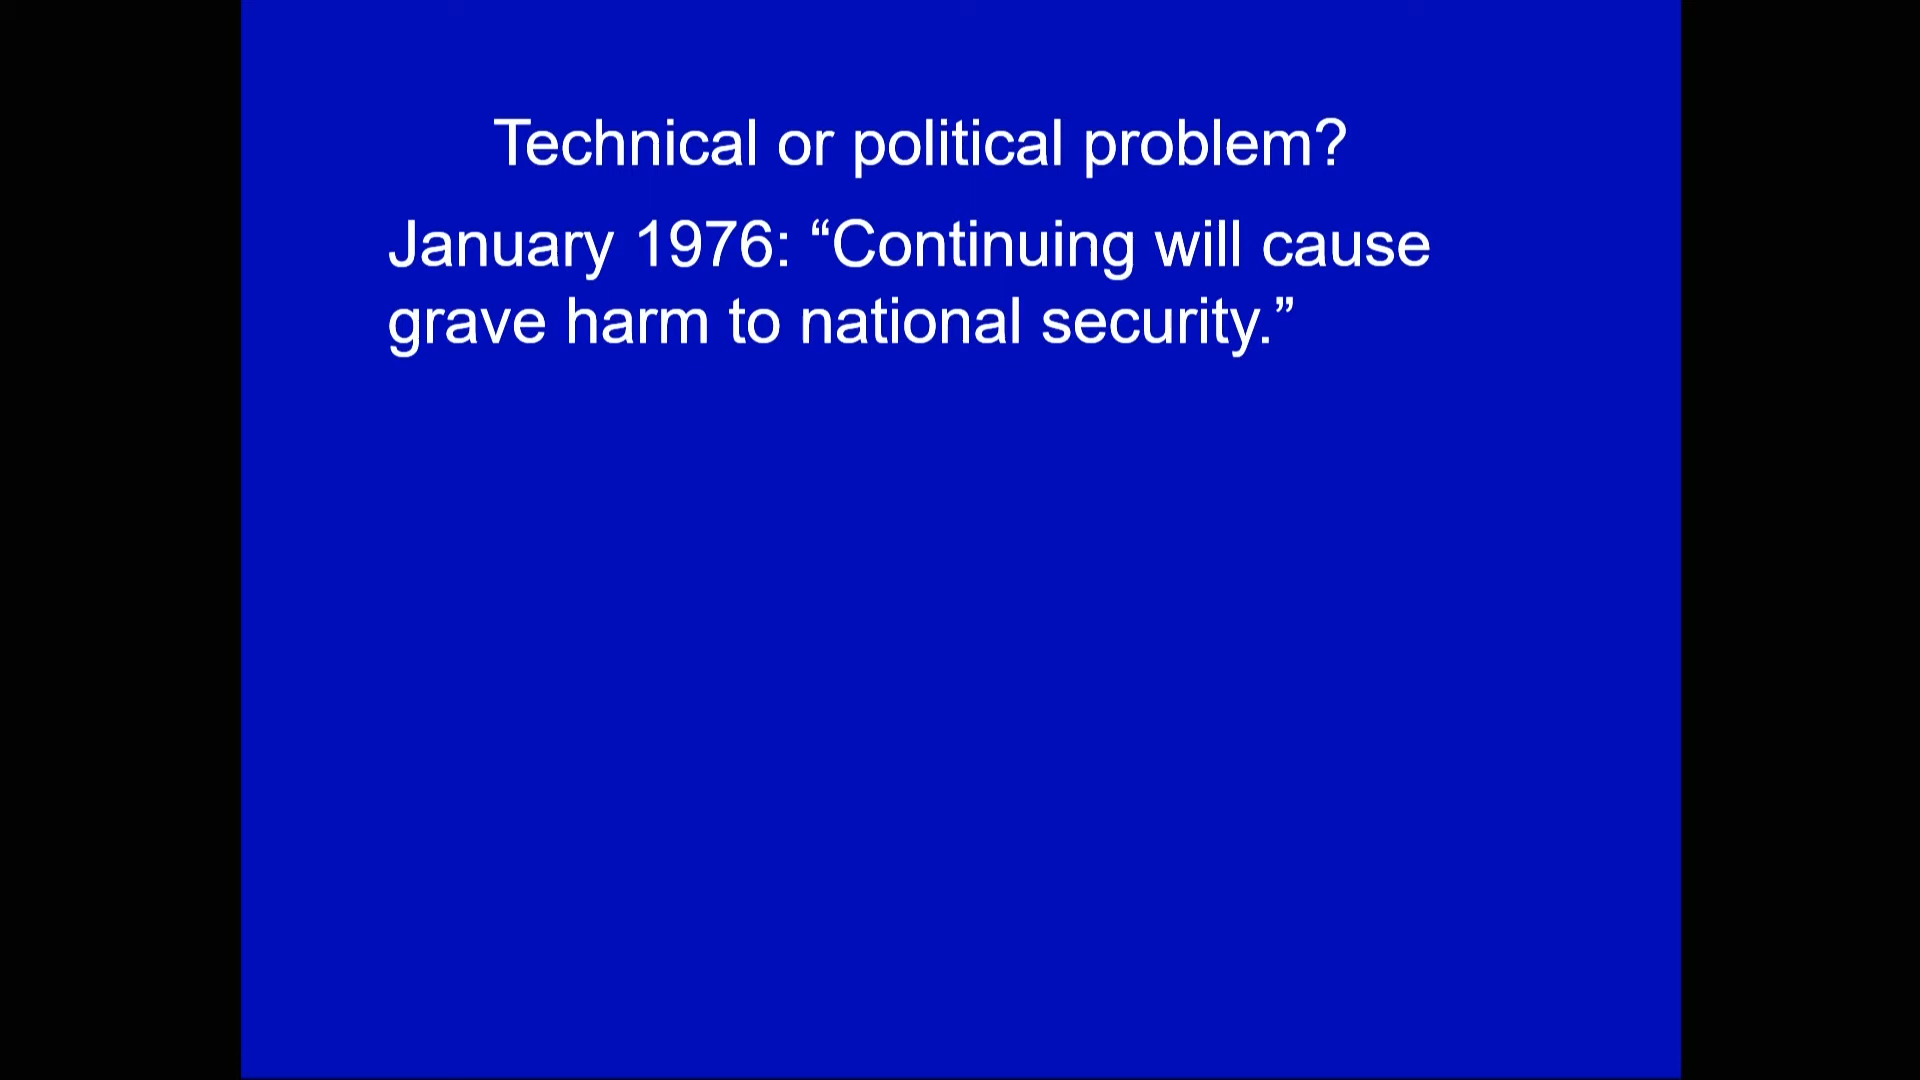 Technical or political problem?
January 1976: “Continuing will cause
grave harm to national security.”